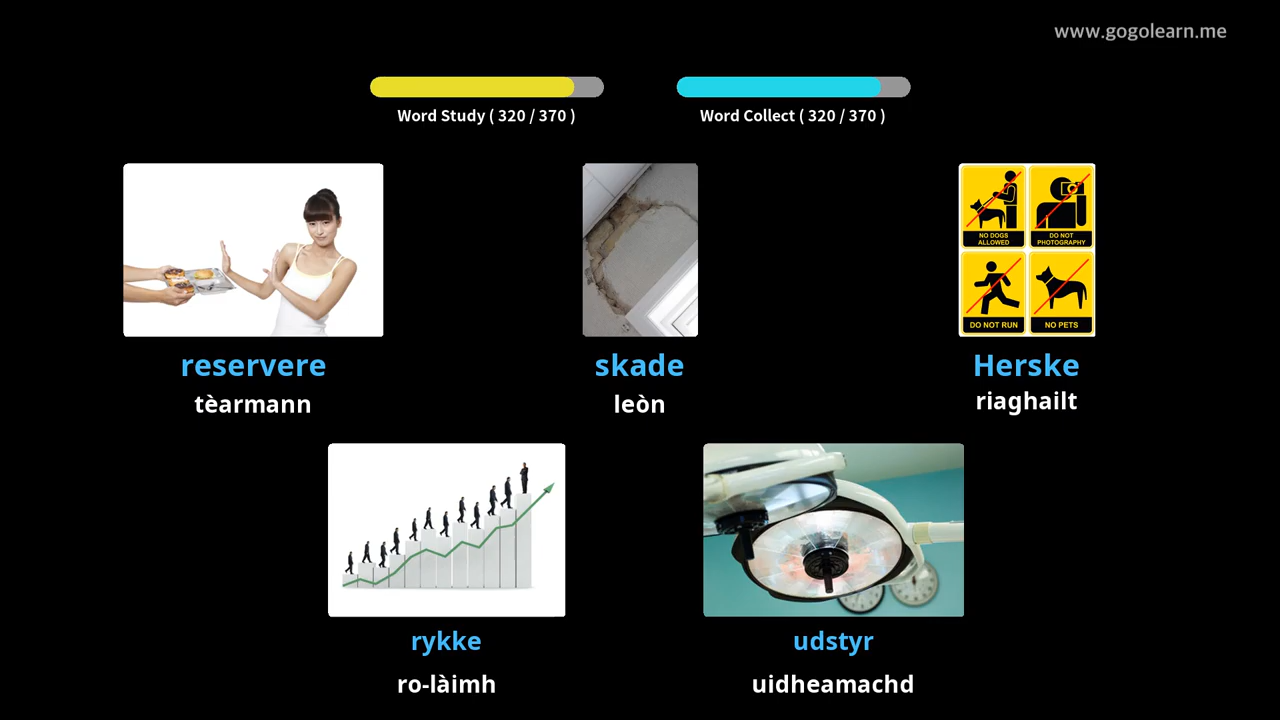 www.gogolearn.me
Word Study ( 320 / 370 )
Word Collect ( 320 / 370 )
NO DOGS
ALLOWED
DO NOT
PHOTOGRAPHY
DO NOT RUN
NO PETS
reservere
skade
Herske
tèarmann
leòn
riaghailt
rykke
udstyr
ro-làimh
uidheamachd